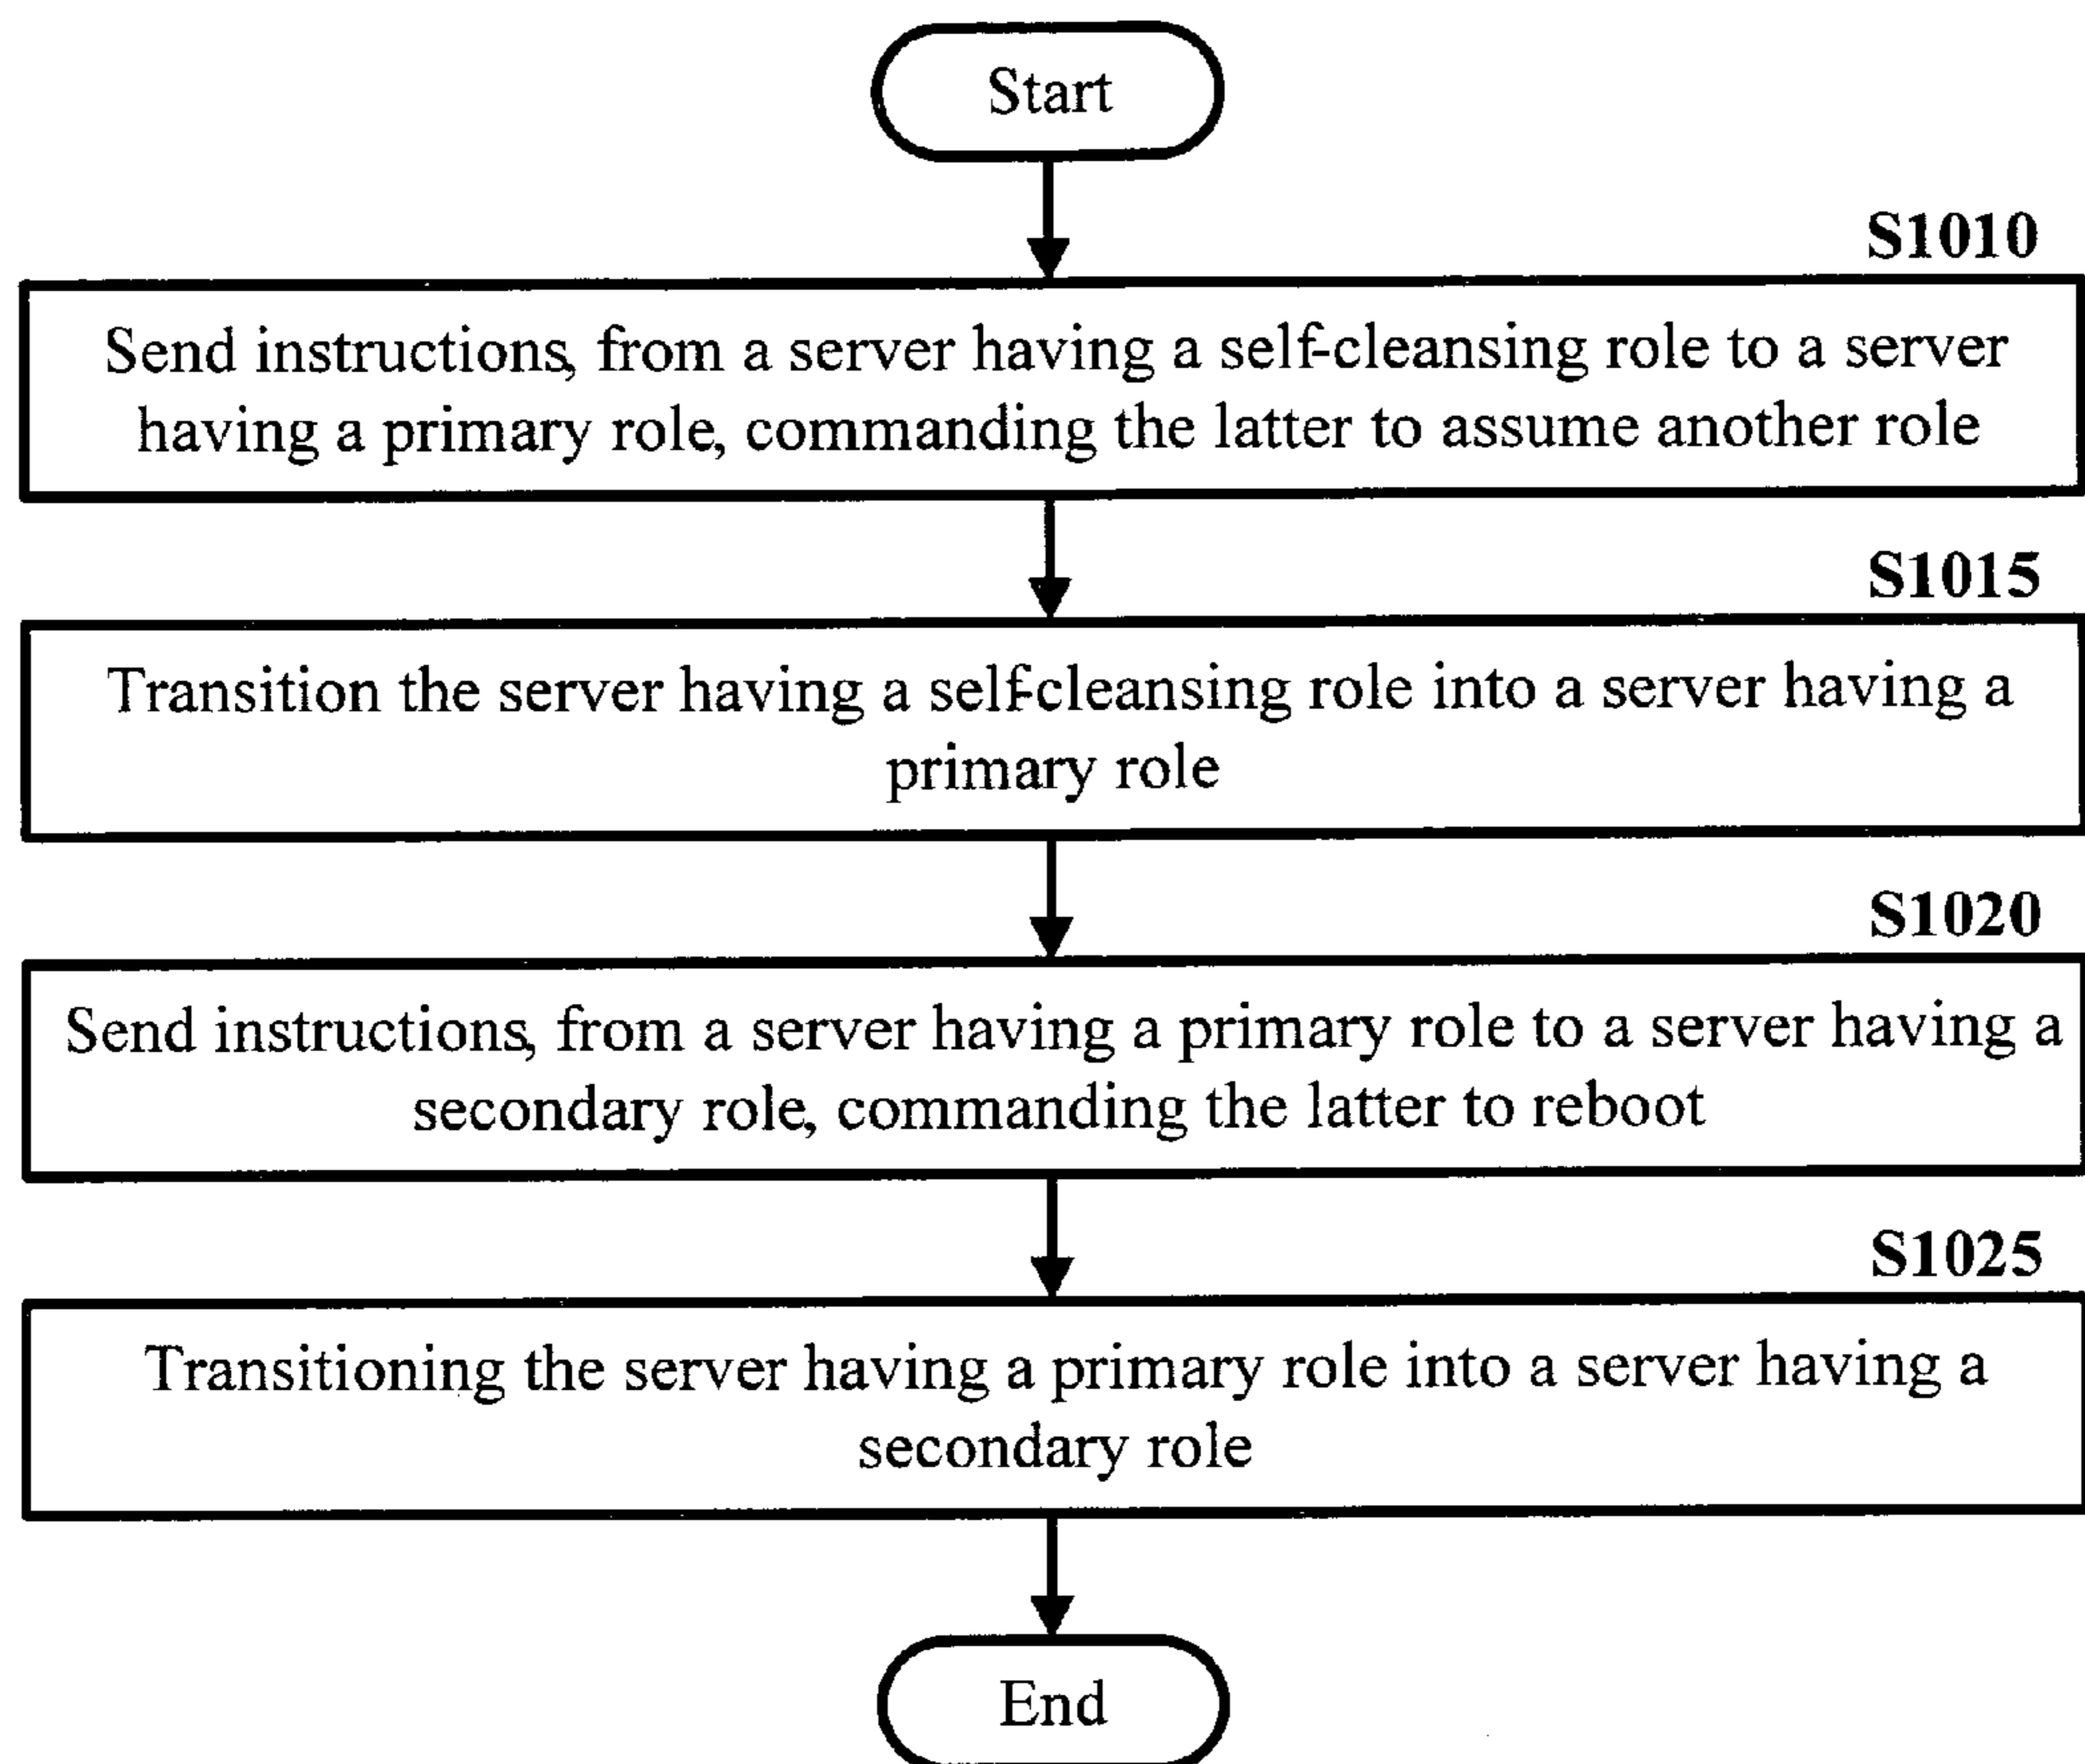 Start
S1010
Send instructions, from a server having a self-cleansing role to a server
having a primary role, commanding the latter to assume another role
S1015
Transition the server having a self-cleansing role into a server having a
primary role
S1020
Send instructions, from a server having a primary role to a server having a
secondary role, commanding the latter to reboot
S1025
Transitioning the server having a primary role into a server having a
secondary role
End